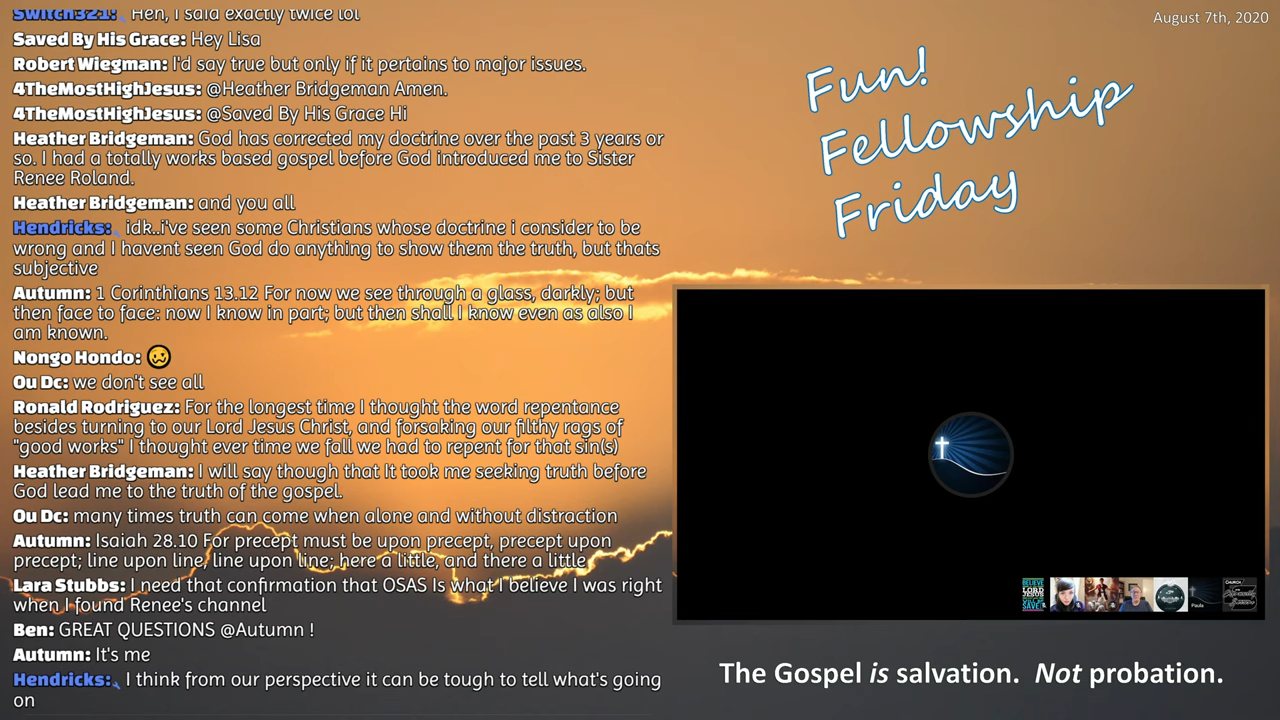 Switch321: Hen, I said exactly twice lol
Saved By His Grace: Hey Lisa
Robert Wiegman: I'd say true but only if it pertains to major issues.
4TheMostHighJesus: @Heather Bridgeman Amen.
4TheMostHighJesus: @Saved By His Grace Hi
Heather Bridgeman: God has corrected my doctrine over the past 3 years or
so. I had a totally works based gospel before God introduced me to Sister
Renee Roland.
Heather Bridgeman: and you all
Hendricks: idk..i've seen some Christians whose doctrine i consider to be
wrong and I havent seen God do anything to show them the truth, but thats
subjective
Autumn: 1 Corinthians 13.12 For now we see through a glass, darkly; but
then face to face: now I know in part; but then shall I know even as also I
am known.
Nongo Hondo: 🥴
Ou Dc: we don't see all
Ronald Rodriguez: For the longest time I thought the word repentance
besides turning to our Lord Jesus Christ, and forsaking our filthy rags of
"good works" I thought ever time we fall we had to repent for that sin(s)
Heather Bridgeman: I will say though that It took me seeking truth before
God lead me to the truth of the gospel.
Ou Dc: many times truth can come when alone and without distraction
Autumn: Isaiah 28.10 For precept must be upon precept, precept upon
precept; line upon line, line upon line; here a little, and there a little
Lara Stubbs: I need that confirmation that OSAS Is what I believe I was right
when I found Renee's channel
Ben: GREAT QUESTIONS @Autumn !
Autumn: It's me
Hendricks: I think from our perspective it can be tough to tell what's going
on
August 7th, 2020
Fun!
Fellowship
Friday
BELIEVE
LORD
JESUS
SAVED
Paula
CHURCH
The Gospel is salvation. Not probation.